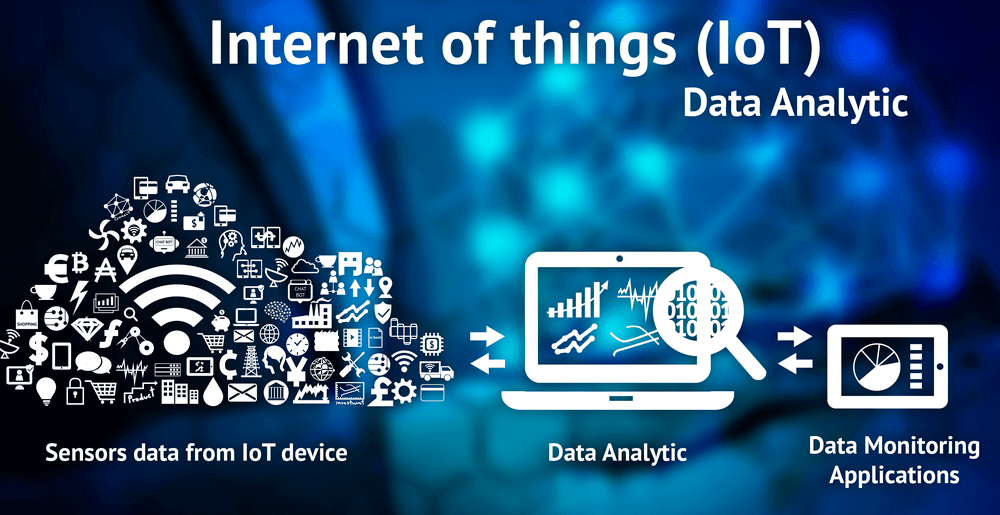 Internet of things (IoT)
Data Analytic
CHAT BOT
CHAT
BOT
SHOPPING
Product
investment
Sensors data from IoT device
Data Analytic
Data Monitoring
Applications